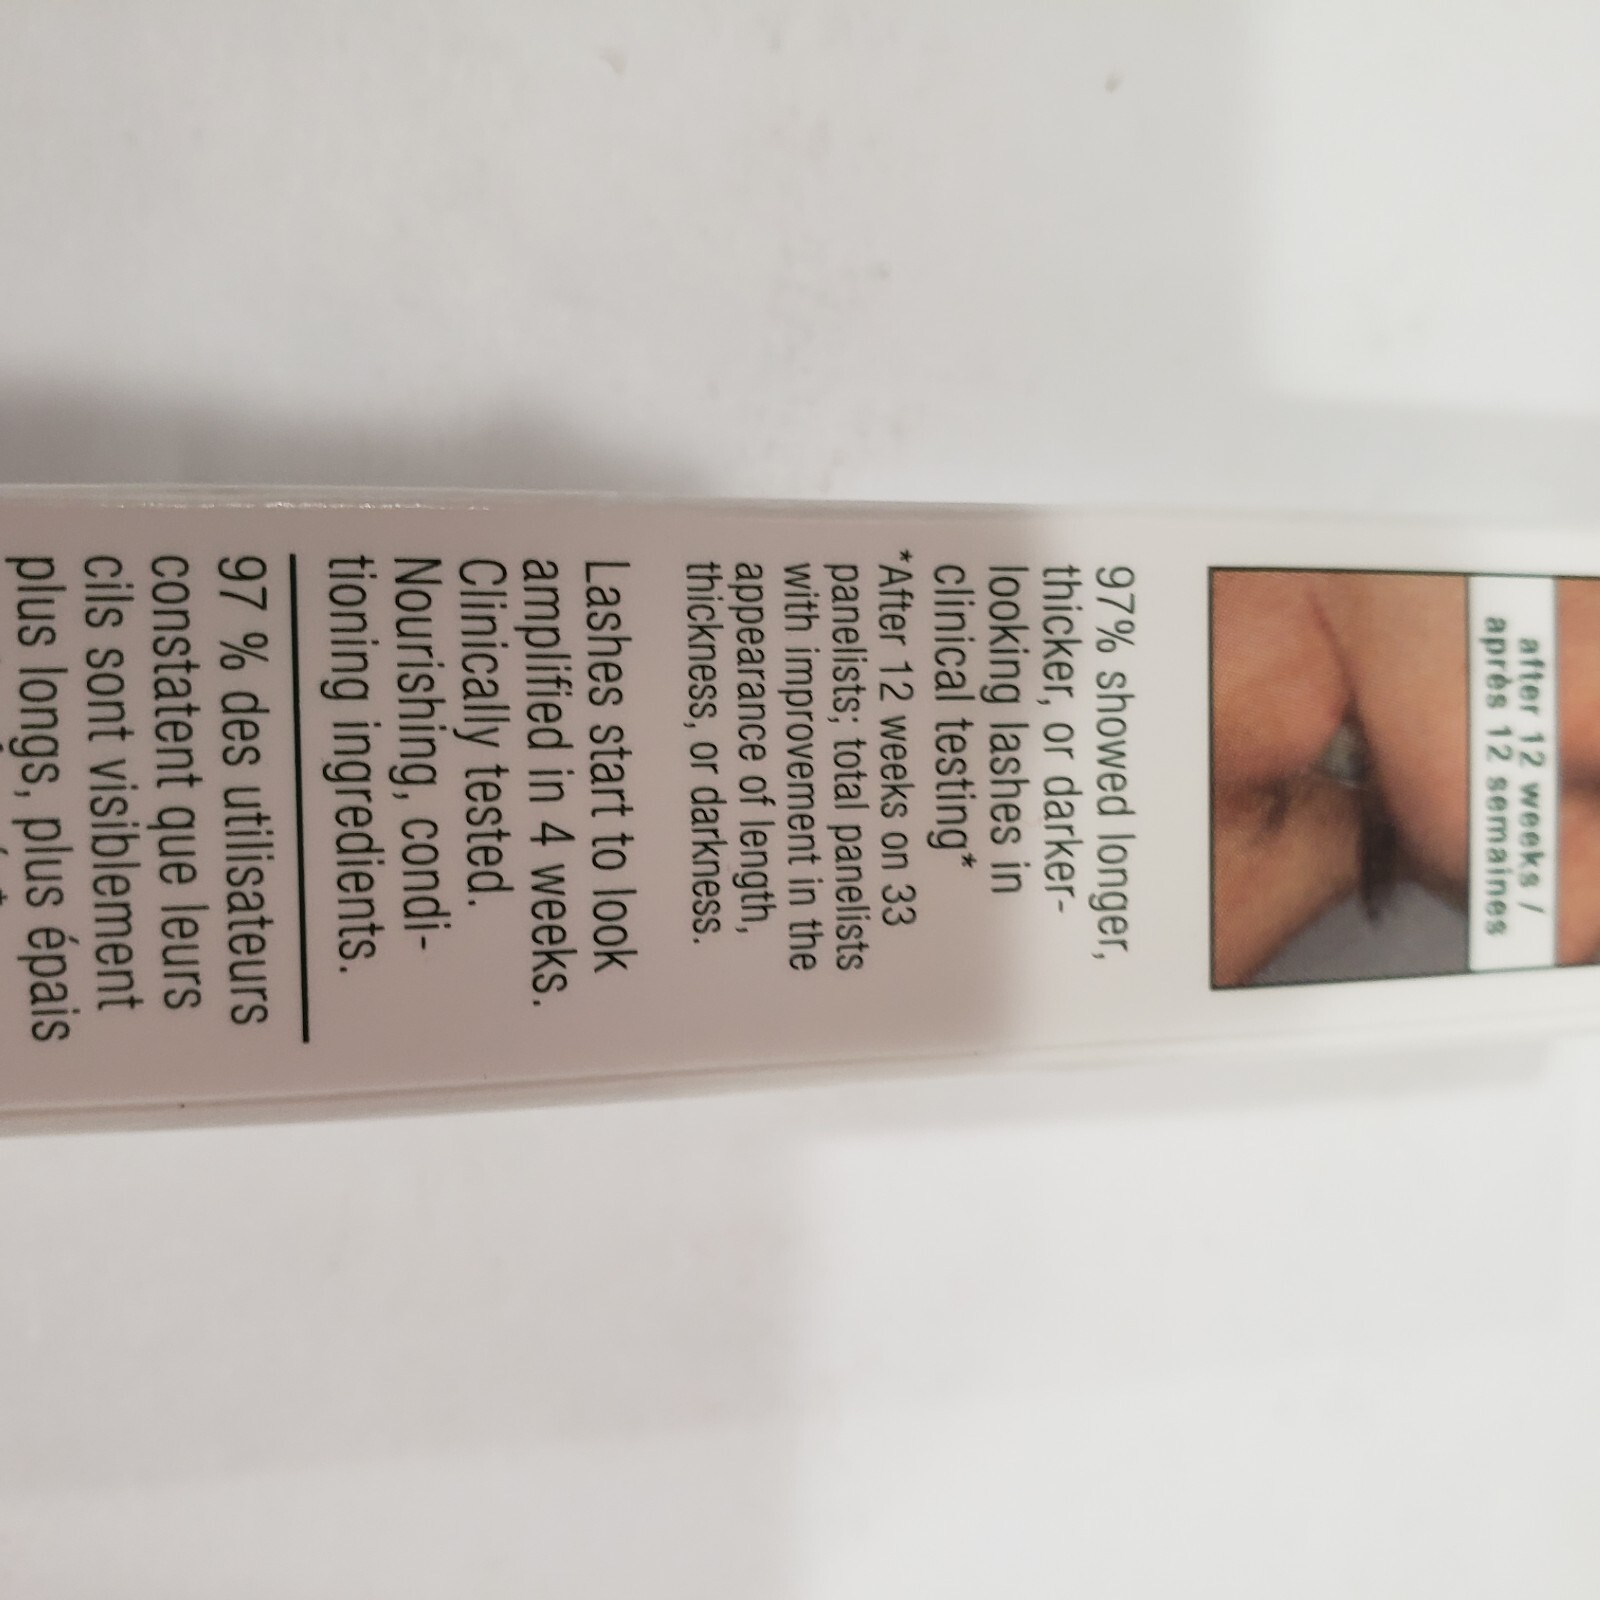 after 12 weeks /
après 12 semaines
97% showed longer,
thicker, or darker-
looking lashes in
clinical testing*
*After 12 weeks on 33
panelists; total panelists
with improvement in the
appearance of length,
thickness, or darkness.
Lashes start to look
amplified in 4 weeks.
Clinically tested.
Nourishing, condi-
tioning ingredients.
97 % des utilisateurs
constatent que leurs
cils sont visiblement
plus longs, plus épais